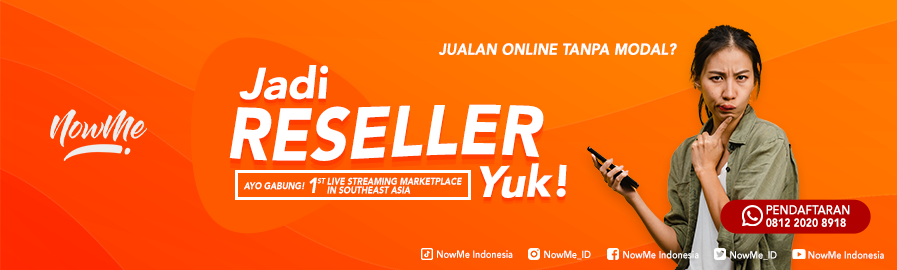 JUALAN ONLINE TANPA MODAL?
Jadi
RESELLER
Yuk!
NowMe
AYO GABUNG! 1ST LIVE STREAMING MARKETPLACE
IN SOUTHEAST ASIA
PENDAFTARAN
0812 2020 8918
NowMe Indonesia NowMe_ID NowMe Indonesia NowMe_ID NowMe Indonesia